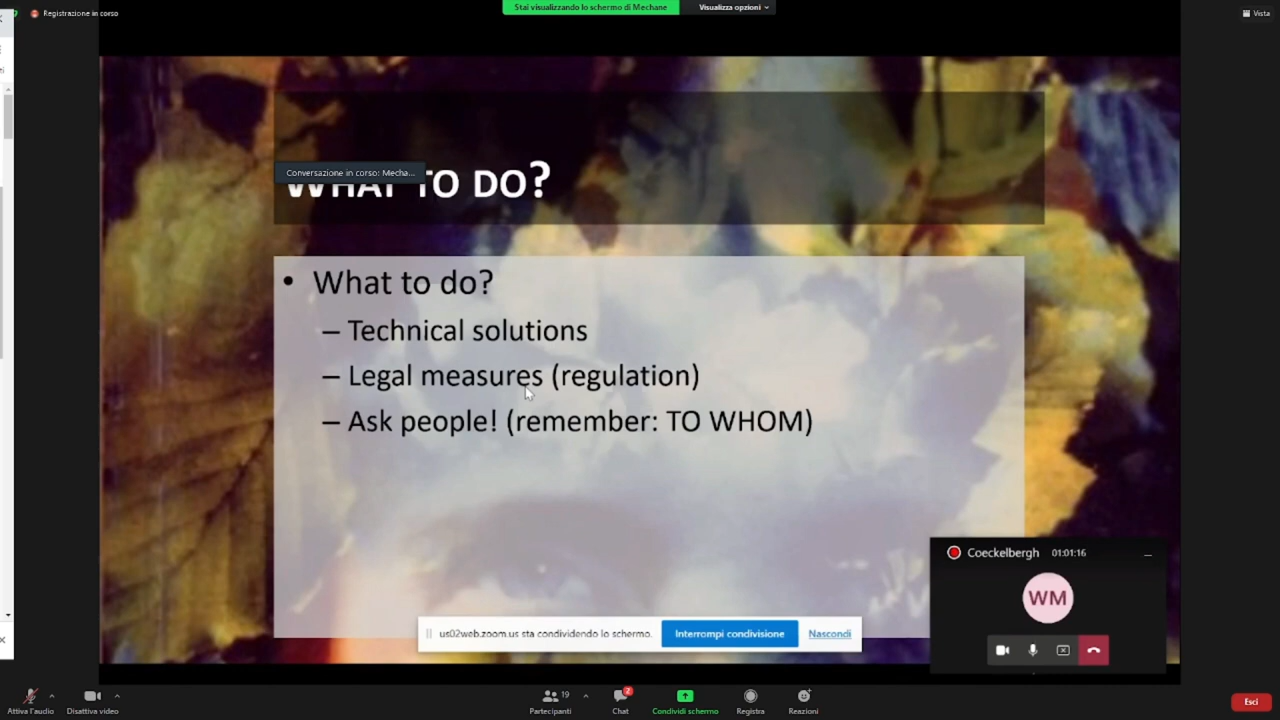 Registrazione in corso
Stai visualizzando lo schermo di Mechane
Visualizza opzioni
Vista
Conversazione in corso: Mecha...
WHAT TO DO?
• What to do?
– Technical solutions
– Legal measures (regulation)
– Ask people! (remember: TO WHOM)
Coeckelbergh 01:01:16
WM
us02web.zoom.us sta condividendo lo schermo.
Interrompi condivisione
Nascondi
Attiva l'audio
Disattiva video
19
Partecipanti
2
Chat
Condividi schermo
Registra
Reazioni
Esci